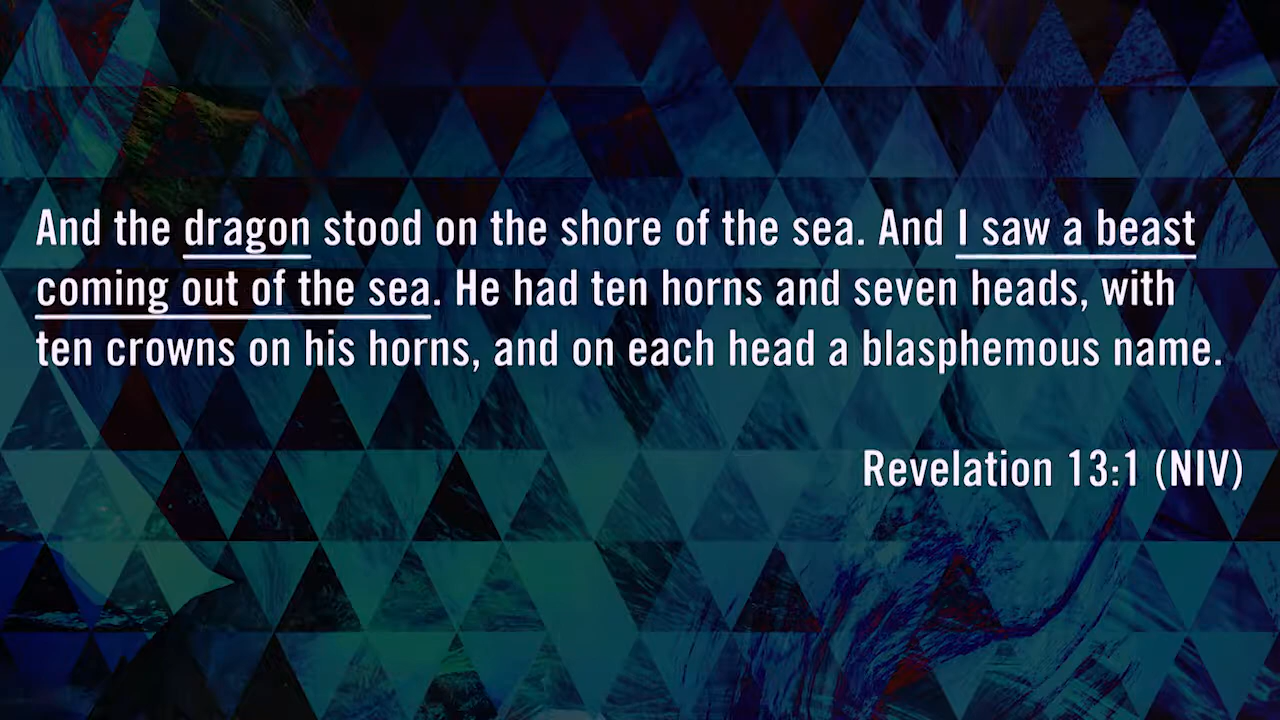 And the dragon stood on the shore of the sea. And I saw a beast
coming out of the sea. He had ten horns and seven heads, with
ten crowns on his horns, and on each head a blasphemous name.
Revelation 13:1 (NIV)